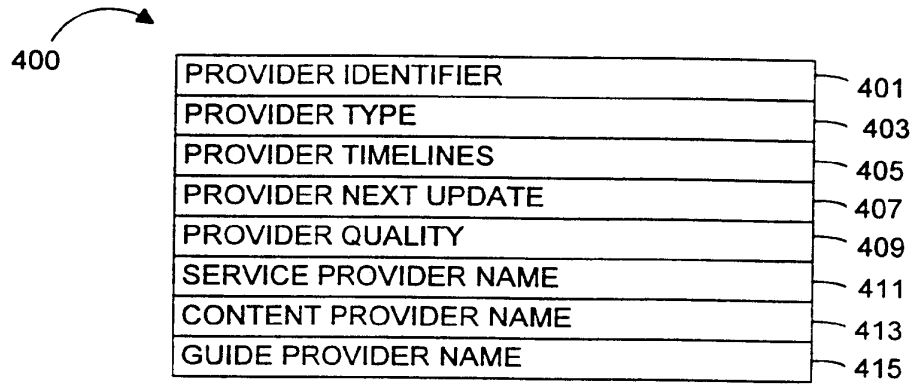 400
PROVIDER IDENTIFIER 401
PROVIDER TYPE 403
PROVIDER TIMELINES 405
PROVIDER NEXT UPDATE 407
PROVIDER QUALITY 409
SERVICE PROVIDER NAME 411
CONTENT PROVIDER NAME 413
GUIDE PROVIDER NAME 415